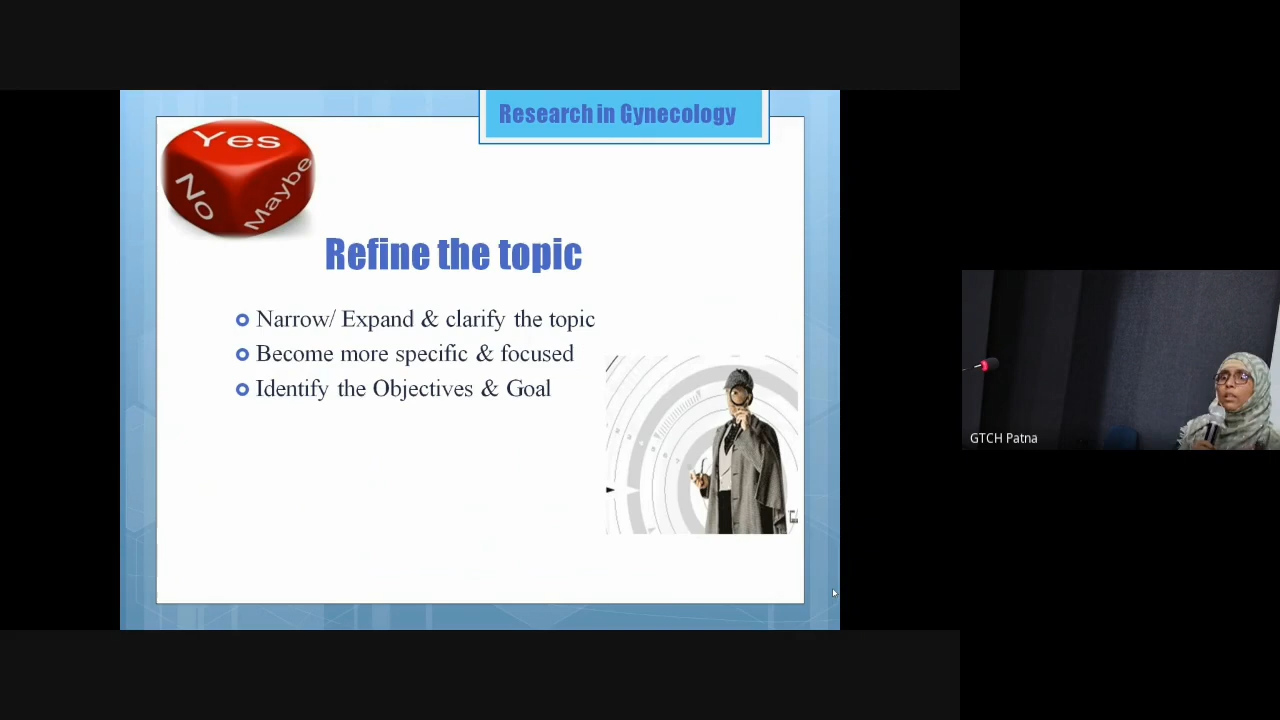 Research in Gynecology
Yes
No
Maybe
Refine the topic
Narrow/ Expand & clarify the topic
Become more specific & focused
Identify the Objectives & Goal
GTCH Patna